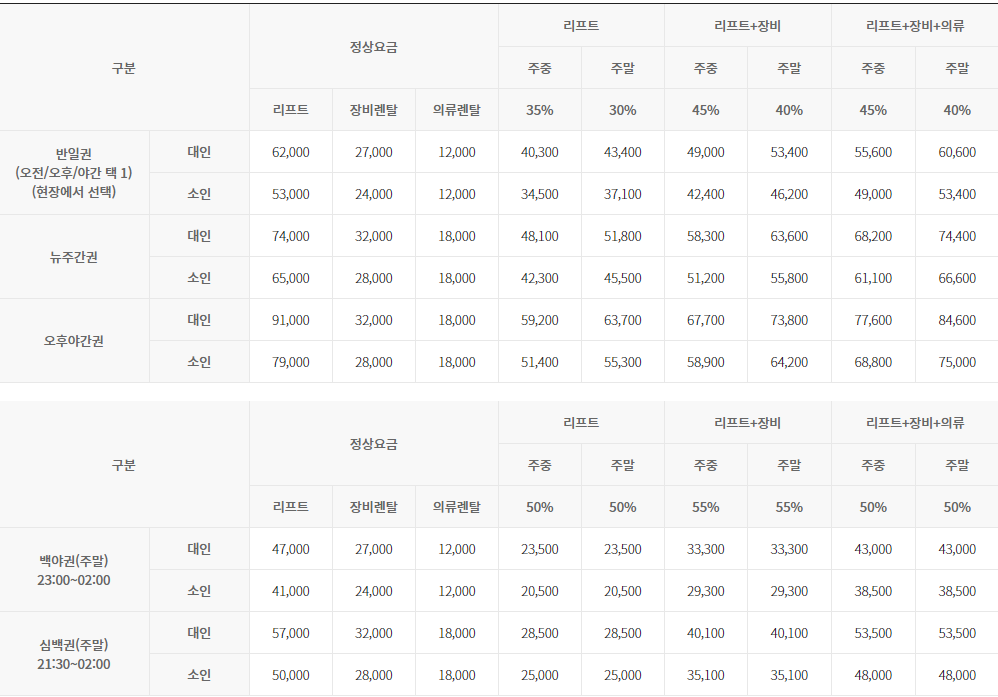 구분 정상요금 리프트 리프트+장비 리프트+장비+의류
주중 주말 주중 주말 주중 주말
리프트 장비렌탈 의류렌탈 35% 30% 45% 40% 45% 40%
반일권
(오전/오후/야간 택 1)
(현장에서 선택)
대인 62,000 27,000 12,000 40,300 43,400 49,000 53,400 55,600 60,600
소인 53,000 24,000 12,000 34,500 37,100 42,400 46,200 49,000 53,400
뉴주간권
대인 74,000 32,000 18,000 48,100 51,800 58,300 63,600 68,200 74,400
소인 65,000 28,000 18,000 42,300 45,500 51,200 55,800 61,100 66,600
오후야간권
대인 91,000 32,000 18,000 59,200 63,700 67,700 73,800 77,600 84,600
소인 79,000 28,000 18,000 51,400 55,300 58,900 64,200 68,800 75,000
구분 정상요금 리프트 리프트+장비 리프트+장비+의류
주중 주말 주중 주말 주중 주말
리프트 장비렌탈 의류렌탈 50% 50% 55% 55% 50% 50%
백야권(주말)
23:00~02:00
대인 47,000 27,000 12,000 23,500 23,500 33,300 33,300 43,000 43,000
소인 41,000 24,000 12,000 20,500 20,500 29,300 29,300 38,500 38,500
심백권(주말)
21:30~02:00
대인 57,000 32,000 18,000 28,500 28,500 40,100 40,100 53,500 53,500
소인 50,000 28,000 18,000 25,000 25,000 35,100 35,100 48,000 48,000